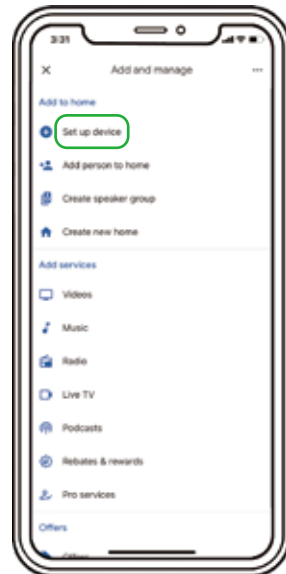 3:31
Add and manage
Add to home
Set up device
Add person to home
Create speaker group
Create new home
Add services
Videos
Music
Radio
Live TV
Podcasts
Rebates & rewards
Pro services
Offers
Offers